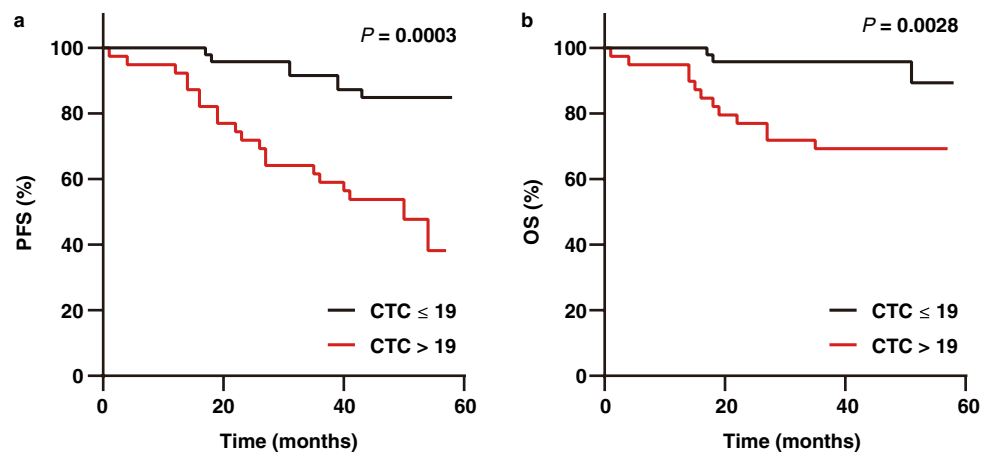 a
P = 0.0003
100
80
60
40
20
0
PFS (%)
0 20 40 60
Time (months)
CTC ≤ 19
CTC > 19
b
P = 0.0028
100
80
60
40
20
0
OS (%)
0 20 40 60
Time (months)
CTC ≤ 19
CTC > 19